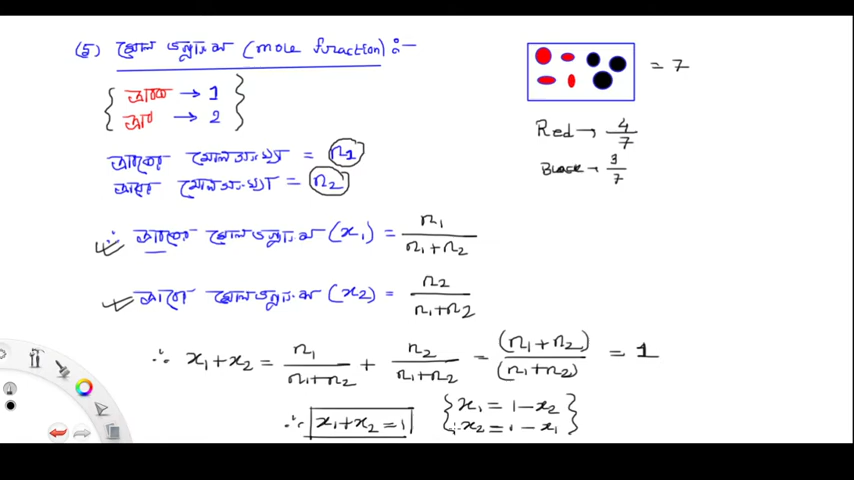 (চ) মোল ভগ্নাংশ (mole fraction) :-
দ্রাবক → 1
দ্রাব → 2
দ্রাবকের মোলসংখ্যা = n1
দ্রাবের মোলসংখ্যা = n2
∴ দ্রাবকের মোলভগ্নাংশ (x1) = n1 / (n1+n2)
দ্রাবের মোলভগ্নাংশ (x2) = n2 / (n1+n2)
∴ x1+x2 = n1 / (n1+n2) + n2 / (n1+n2) = (n1+n2) / (n1+n2) = 1
∴ x1+x2=1
x1 = 1-x2
x2 = 1-x1
= 7
Red → 4/7
Black → 3/7